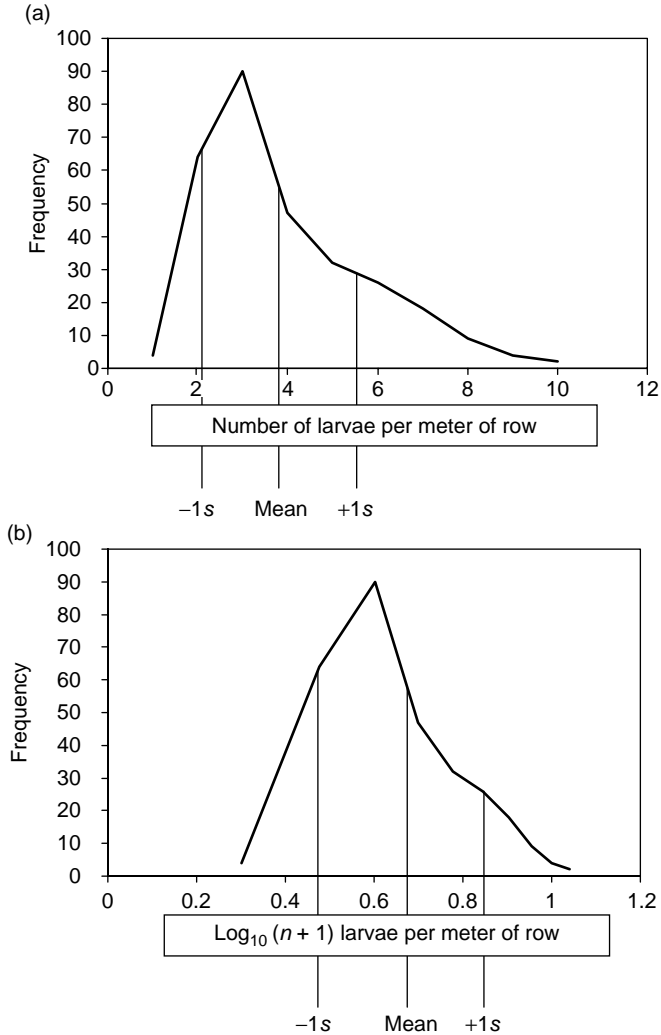 (a)
100
90
80
70
60
50
40
30
20
10
0
Frequency
0 2 4 6 8 10 12
Number of larvae per meter of row
−1s Mean +1s
(b)
100
90
80
70
60
50
40
30
20
10
0
Frequency
0 0.2 0.4 0.6 0.8 1 1.2
Log₁₀ (n + 1) larvae per meter of row
−1s Mean +1s